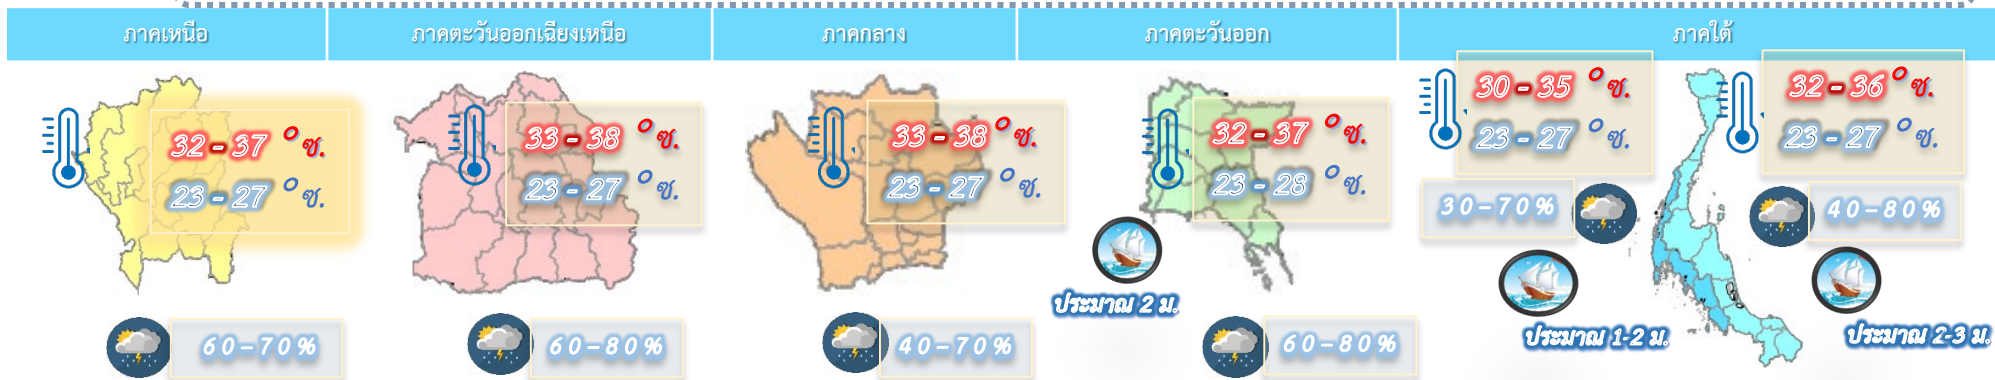 ภาคเหนือ
ภาคตะวันออกเฉียงเหนือ
ภาคกลาง
ภาคตะวันออก
ภาคใต้
32 - 37 °ซ.
23 - 27 °ซ.
60-70%
33 - 38 °ซ.
23 - 27 °ซ.
60-80%
33 - 38 °ซ.
23 - 27 °ซ.
40-70%
32 - 37 °ซ.
23 - 28 °ซ.
ประมาณ 2 ม.
60-80%
30 - 35 °ซ.
23 - 27 °ซ.
30-70%
ประมาณ 1-2 ม.
32 - 36 °ซ.
23 - 27 °ซ.
40-80%
ประมาณ 2-3 ม.